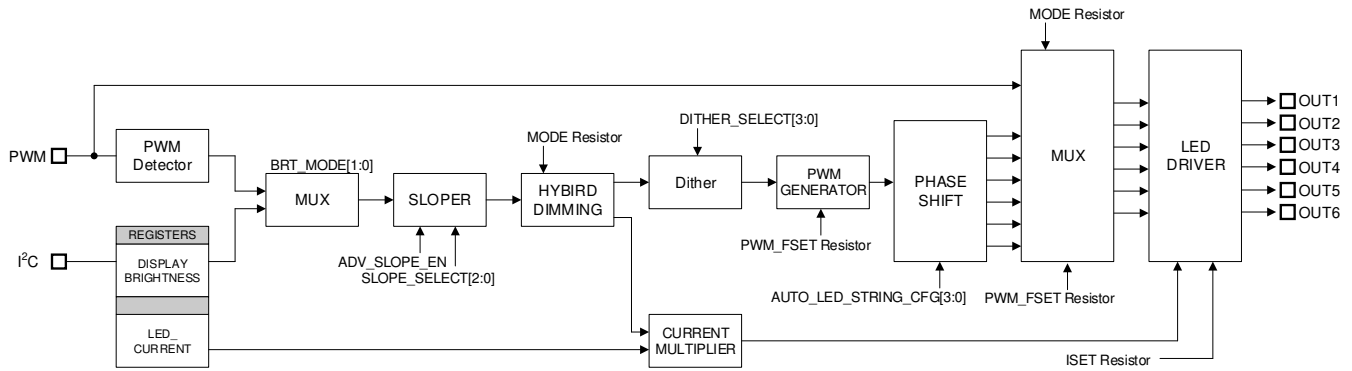 MODE Resistor
OUT1
OUT2
OUT3
OUT4
OUT5
OUT6
DITHER_SELECT[3:0]
MODE Resistor
PWM
PWM
Detector
BRT_MODE[1:0]
MUX
SLOPER
HYBIRD
DIMMING
Dither
PWM
GENERATOR
PHASE
SHIFT
MUX
LED
DRIVER
REGISTERS
I²C
DISPLAY
BRIGHTNESS
ADV_SLOPE_EN
SLOPE_SELECT[2:0]
PWM_FSET Resistor
AUTO_LED_STRING_CFG[3:0]
PWM_FSET Resistor
LED_
CURRENT
CURRENT
MULTIPLIER
ISET Resistor